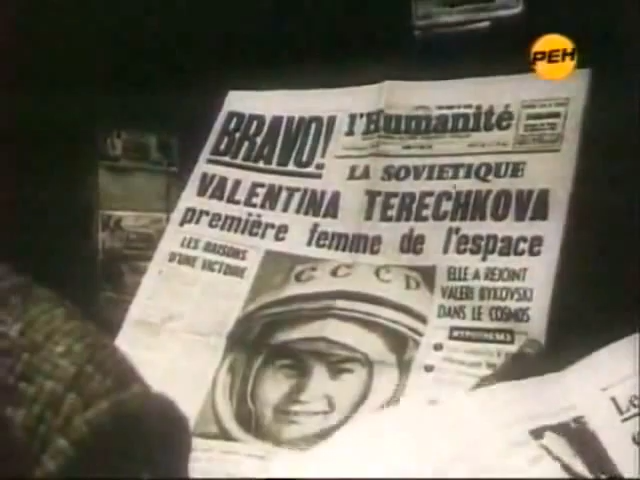 РЕН
BRAVO!
l'Humanité
LA SOVIETIQUE
VALENTINA TERECHKOVA
première femme de l'espace
LES RAISONS
D'UNE VICTOIRE
ELLE A REJOINT
VALERI BYKOVSKI
DANS LE COSMOS
CCCP
Le